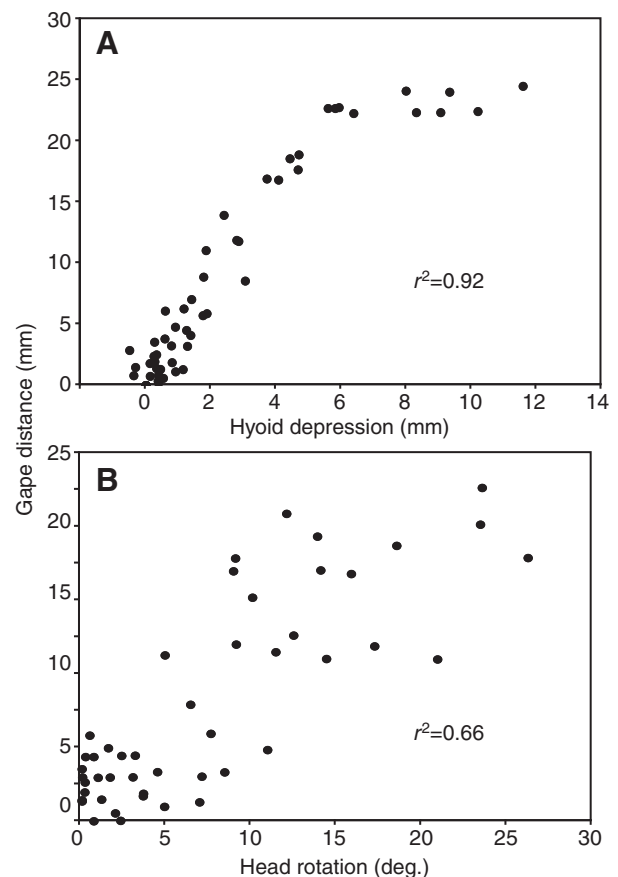 30
A
25
20
15
10
r²=0.92
5
0
0 2 4 6 8 10 12 14
Hyoid depression (mm)
Gape distance (mm)
25
B
20
15
10
r²=0.66
5
0
0 5 10 15 20 25 30
Head rotation (deg.)